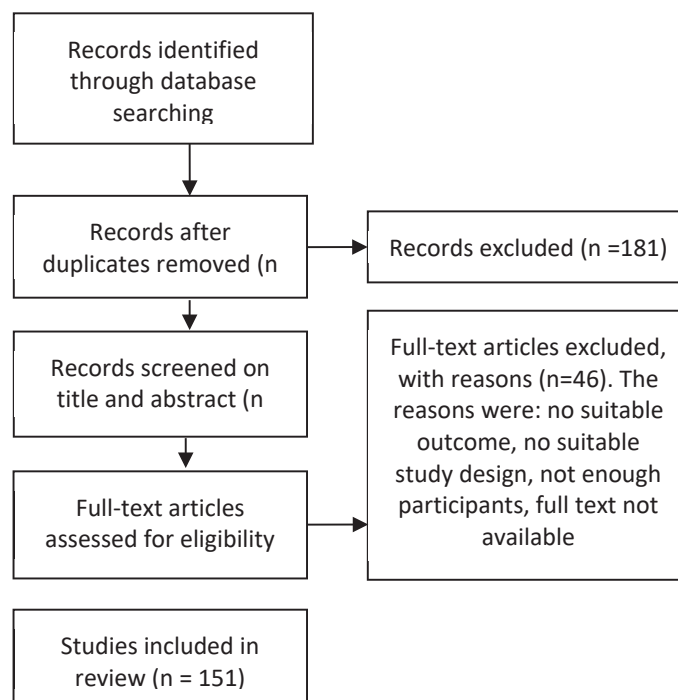 Records identified
through database
searching
Records after
duplicates removed (n
Records excluded (n =181)
Records screened on
title and abstract (n
Full-text articles excluded,
with reasons (n=46). The
reasons were: no suitable
outcome, no suitable
study design, not enough
participants, full text not
available
Full-text articles
assessed for eligibility
Studies included in
review (n = 151)